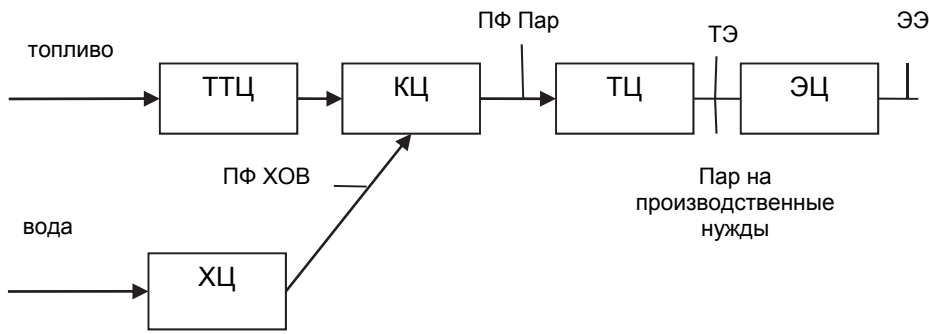 ПФ Пар
ЭЭ
ТЭ
топливо
ТТЦ
КЦ
ТЦ
ЭЦ
ПФ ХОВ
Пар на
производственные
нужды
вода
ХЦ